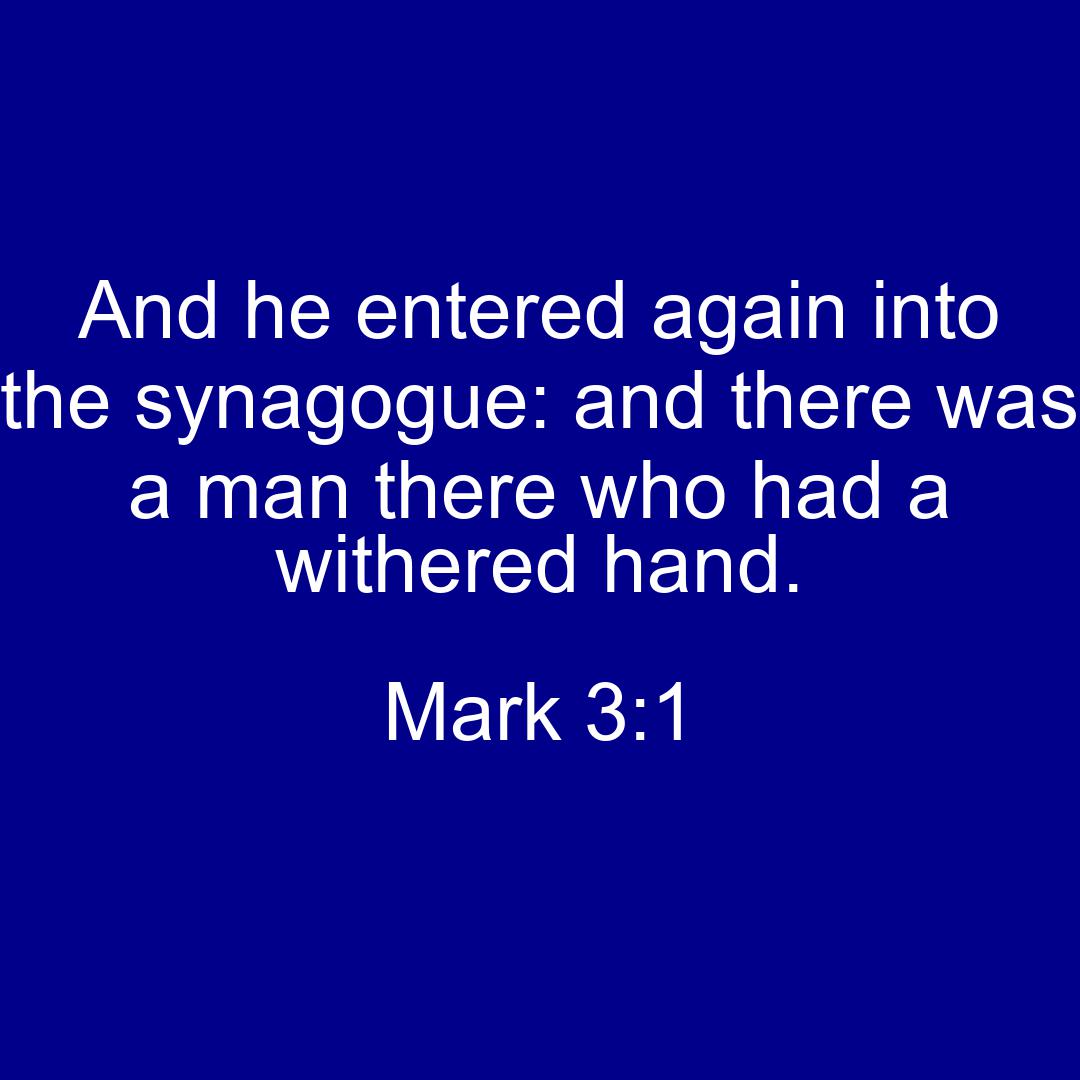 And he entered again into
the synagogue: and there was
a man there who had a
withered hand.
Mark 3:1